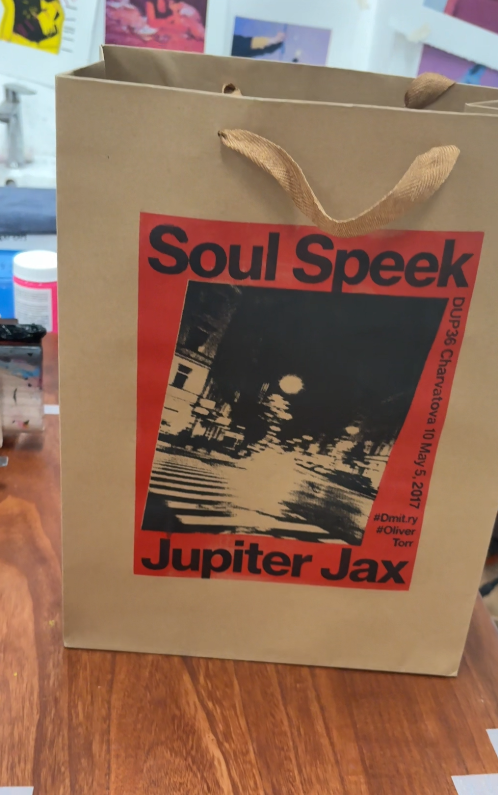 Soul Speek
DUP36 Charvatova 10 May 5, 2017
#Dmit.ry
#Oliver
Torr
Jupiter Jax